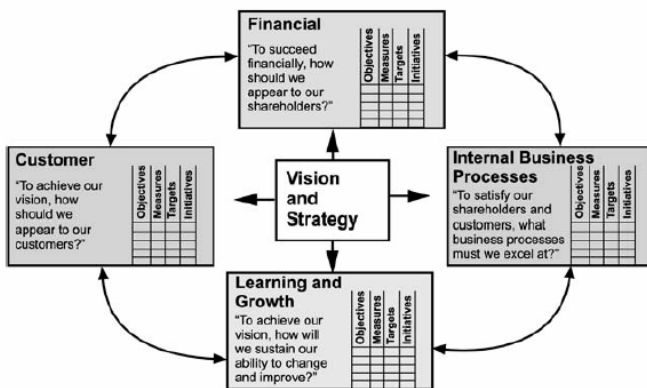 Financial
"To succeed
financially, how
should we
appear to our
shareholders?"
Objectives
Measures
Targets
Initiatives
Customer
"To achieve our
vision, how
should we
appear to our
customers?"
Objectives
Measures
Targets
Initiatives
Vision
and
Strategy
Internal Business
Processes
"To satisfy our
shareholders and
customers, what
business processes
must we excel at?"
Objectives
Measures
Targets
Initiatives
Learning and
Growth
"To achieve our
vision, how will
we sustain our
ability to change
and improve?"
Objectives
Measures
Targets
Initiatives